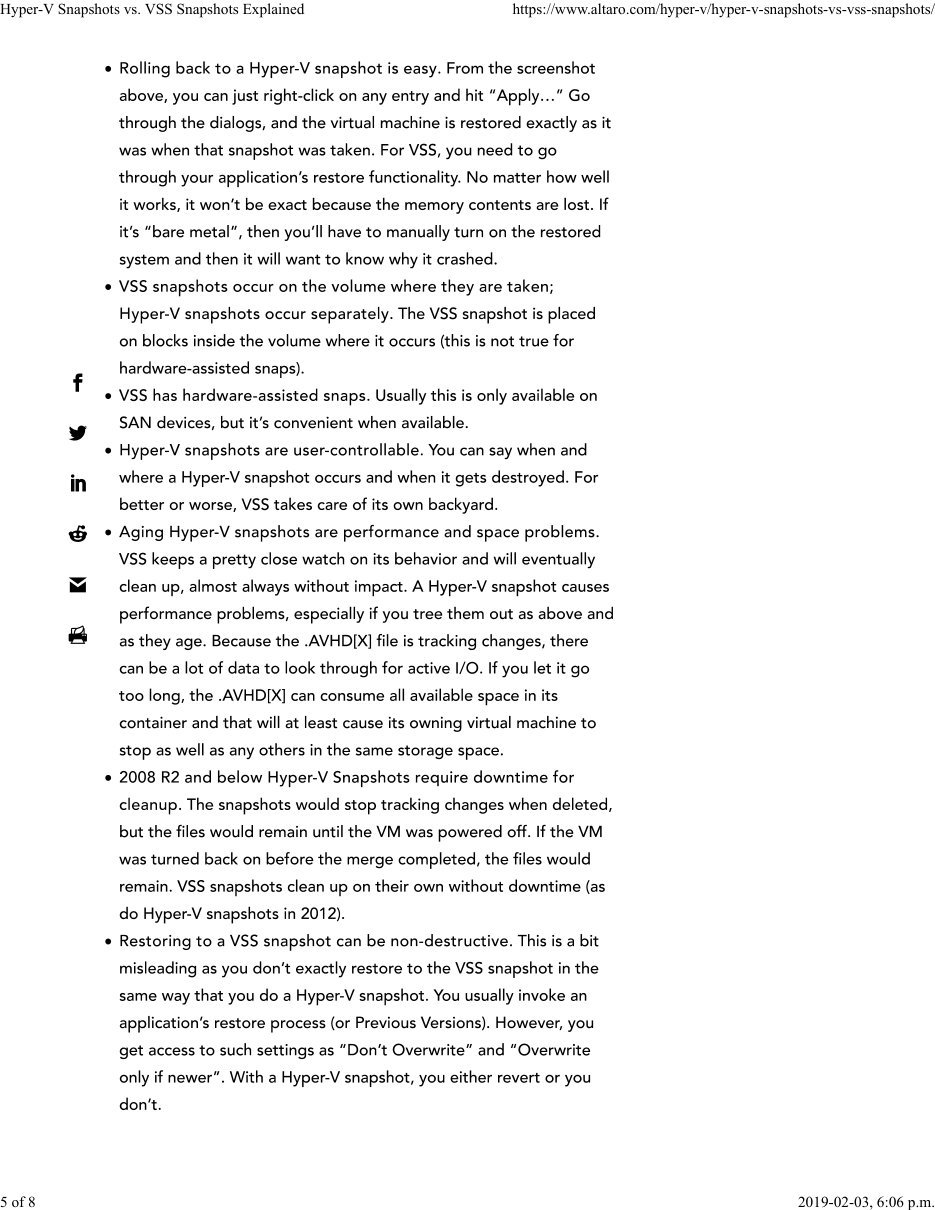 Hyper-V Snapshots vs. VSS Snapshots Explained
https://www.altaro.com/hyper-v/hyper-v-snapshots-vs-vss-snapshots/
• Rolling back to a Hyper-V snapshot is easy. From the screenshot
above, you can just right-click on any entry and hit “Apply…” Go
through the dialogs, and the virtual machine is restored exactly as it
was when that snapshot was taken. For VSS, you need to go
through your application’s restore functionality. No matter how well
it works, it won’t be exact because the memory contents are lost. If
it’s “bare metal”, then you’ll have to manually turn on the restored
system and then it will want to know why it crashed.
• VSS snapshots occur on the volume where they are taken;
Hyper-V snapshots occur separately. The VSS snapshot is placed
on blocks inside the volume where it occurs (this is not true for
hardware-assisted snaps).
• VSS has hardware-assisted snaps. Usually this is only available on
SAN devices, but it’s convenient when available.
• Hyper-V snapshots are user-controllable. You can say when and
where a Hyper-V snapshot occurs and when it gets destroyed. For
better or worse, VSS takes care of its own backyard.
• Aging Hyper-V snapshots are performance and space problems.
VSS keeps a pretty close watch on its behavior and will eventually
clean up, almost always without impact. A Hyper-V snapshot causes
performance problems, especially if you tree them out as above and
as they age. Because the .AVHD[X] file is tracking changes, there
can be a lot of data to look through for active I/O. If you let it go
too long, the .AVHD[X] can consume all available space in its
container and that will at least cause its owning virtual machine to
stop as well as any others in the same storage space.
• 2008 R2 and below Hyper-V Snapshots require downtime for
cleanup. The snapshots would stop tracking changes when deleted,
but the files would remain until the VM was powered off. If the VM
was turned back on before the merge completed, the files would
remain. VSS snapshots clean up on their own without downtime (as
do Hyper-V snapshots in 2012).
• Restoring to a VSS snapshot can be non-destructive. This is a bit
misleading as you don’t exactly restore to the VSS snapshot in the
same way that you do a Hyper-V snapshot. You usually invoke an
application’s restore process (or Previous Versions). However, you
get access to such settings as “Don’t Overwrite” and “Overwrite
only if newer”. With a Hyper-V snapshot, you either revert or you
don’t.
5 of 8
2019-02-03, 6:06 p.m.